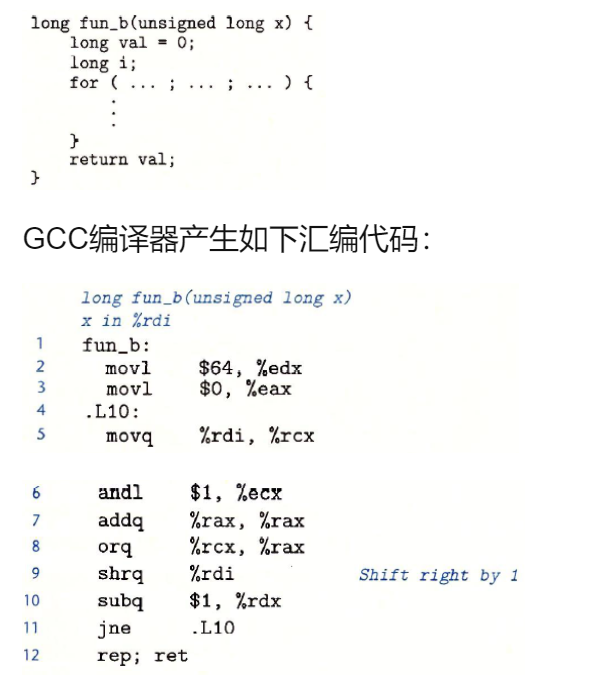 long fun_b(unsigned long x) {
long val = 0;
long i;
for ( ... ; ... ; ... ) {
.
.
.
}
return val;
}
GCC编译器产生如下汇编代码：
long fun_b(unsigned long x)
x in %rdi
1 fun_b:
2 movl $64, %edx
3 movl $0, %eax
4 .L10:
5 movq %rdi, %rcx
6 andl $1, %ecx
7 addq %rax, %rax
8 orq %rcx, %rax
9 shrq %rdi Shift right by 1
10 subq $1, %rdx
11 jne .L10
12 rep; ret